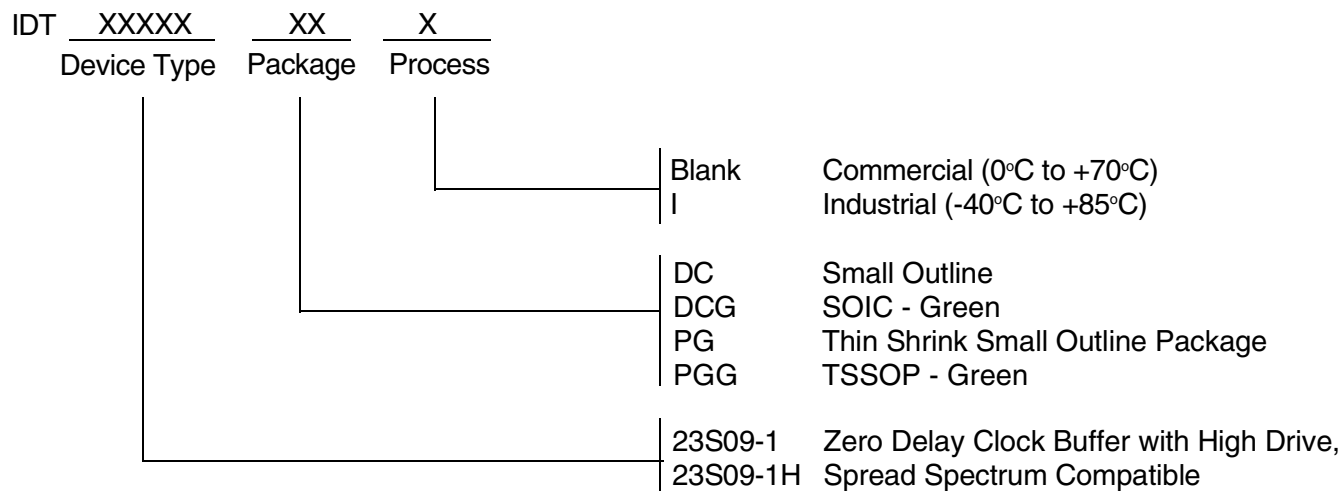 IDT XXXXX XX X
Device Type Package Process
Blank Commercial (0°C to +70°C)
I Industrial (-40°C to +85°C)
DC Small Outline
DCG SOIC - Green
PG Thin Shrink Small Outline Package
PGG TSSOP - Green
23S09-1 Zero Delay Clock Buffer with High Drive,
23S09-1H Spread Spectrum Compatible